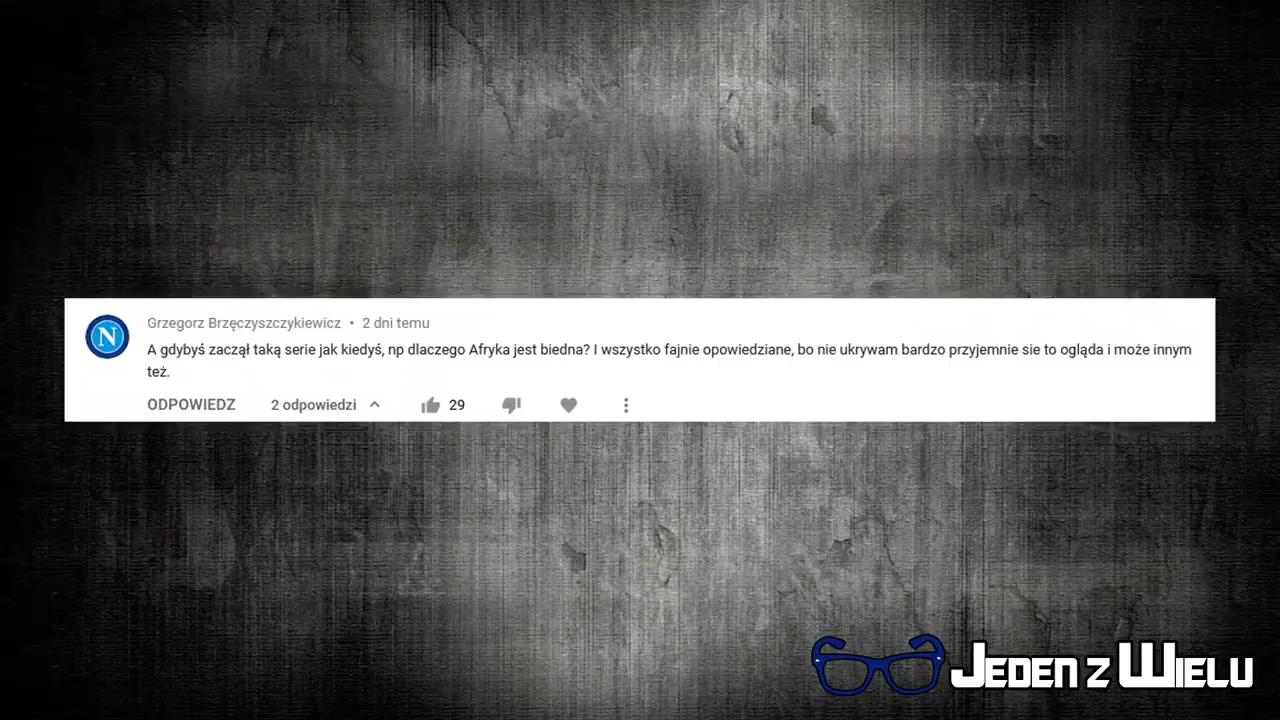 Grzegorz Brzęczyszczykiewicz • 2 dni temu
A gdybyś zaczął taką serie jak kiedyś, np dlaczego Afryka jest biedna? I wszystko fajnie opowiedziane, bo nie ukrywam bardzo przyjemnie sie to ogląda i może innym
też.
ODPOWIEDZ 2 odpowiedzi 29
N
JEDEN Z WIELU